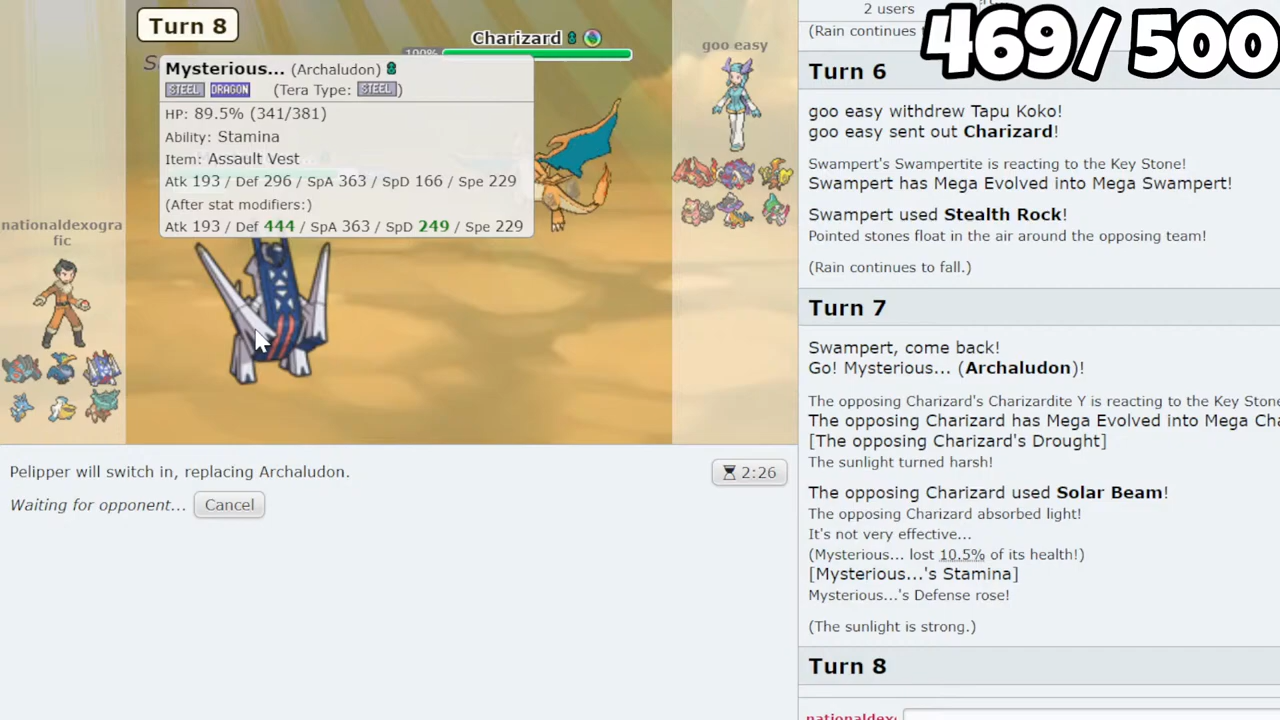 Turn 8
Charizard
100%
Mysterious... (Archaludon)
STEEL DRAGON (Tera Type: STEEL)
HP: 89.5% (341/381)
Ability: Stamina
Item: Assault Vest
Atk 193 / Def 296 / SpA 363 / SpD 166 / Spe 229
(After stat modifiers:)
Atk 193 / Def 444 / SpA 363 / SpD 249 / Spe 229
nationaldexogra
fic
goo easy
Pelipper will switch in, replacing Archaludon.
2:26
Waiting for opponent... Cancel
2 users
469/500
(Rain continues
Turn 6
goo easy withdrew Tapu Koko!
goo easy sent out Charizard!
Swampert's Swampertite is reacting to the Key Stone!
Swampert has Mega Evolved into Mega Swampert!
Swampert used Stealth Rock!
Pointed stones float in the air around the opposing team!
(Rain continues to fall.)
Turn 7
Swampert, come back!
Go! Mysterious... (Archaludon)!
The opposing Charizard's Charizardite Y is reacting to the Key Stone
The opposing Charizard has Mega Evolved into Mega Cha
[The opposing Charizard's Drought]
The sunlight turned harsh!
The opposing Charizard used Solar Beam!
The opposing Charizard absorbed light!
It's not very effective...
(Mysterious... lost 10.5% of its health!)
[Mysterious...'s Stamina]
Mysterious...'s Defense rose!
(The sunlight is strong.)
Turn 8
nationaldex